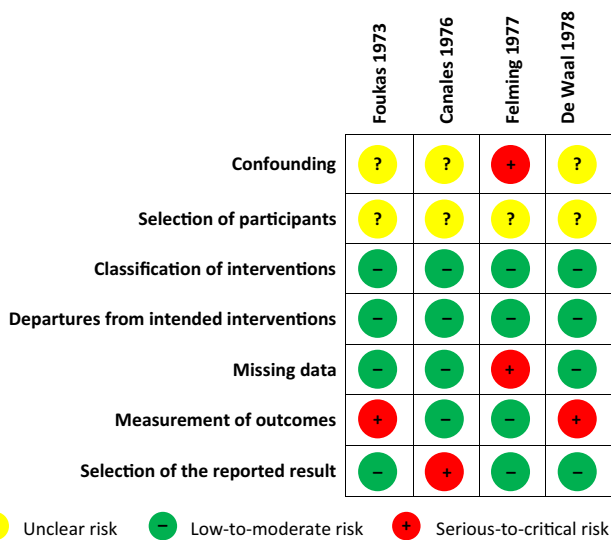 Foukas 1973
Canales 1976
Felming 1977
De Waal 1978
Confounding ? ? + ?
Selection of participants ? ? ? ?
Classification of interventions – – – –
Departures from intended interventions – – – –
Missing data – – + –
Measurement of outcomes + – – +
Selection of the reported result – + – –
Unclear risk – Low-to-moderate risk + Serious-to-critical risk